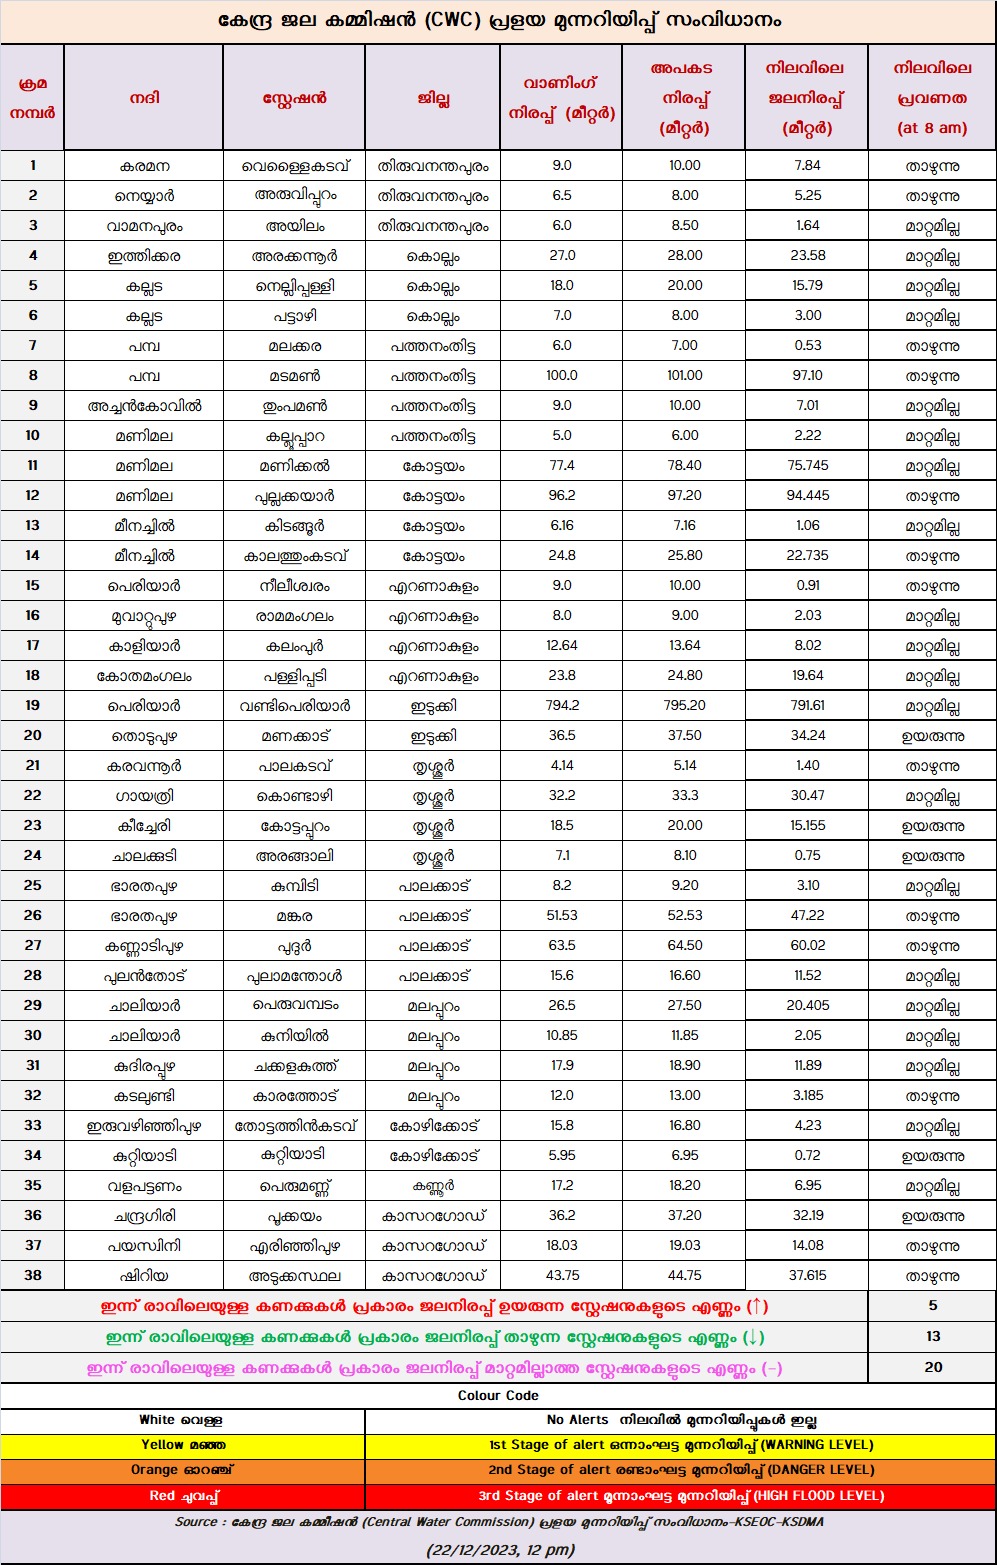 കേന്ദ്ര ജല കമ്മിഷൻ (CWC) പ്രളയ മുന്നറിയിപ്പ് സംവിധാനം
ക്രമ നമ്പർ നദി സ്റ്റേഷൻ ജില്ല വാണിംഗ് നിരപ്പ് (മീറ്റർ) അപകട നിരപ്പ് (മീറ്റർ) നിലവിലെ ജലനിരപ്പ് (മീറ്റർ) നിലവിലെ പ്രവണത (at 8 am)
1 കരമന വെള്ളൈകടവ് തിരുവനന്തപുരം 9.0 10.00 7.84 താഴുന്നു
2 നെയ്യാർ അരുവിപ്പുറം തിരുവനന്തപുരം 6.5 8.00 5.25 താഴുന്നു
3 വാമനപുരം അയിലം തിരുവനന്തപുരം 6.0 8.50 1.64 മാറ്റമില്ല
4 ഇത്തിക്കര അരക്കന്നൂർ കൊല്ലം 27.0 28.00 23.58 മാറ്റമില്ല
5 കല്ലട നെല്ലിപ്പള്ളി കൊല്ലം 18.0 20.00 15.79 മാറ്റമില്ല
6 കല്ലട പട്ടാഴി കൊല്ലം 7.0 8.00 3.00 മാറ്റമില്ല
7 പമ്പ മലക്കര പത്തനംതിട്ട 6.0 7.00 0.53 താഴുന്നു
8 പമ്പ മടമൺ പത്തനംതിട്ട 100.0 101.00 97.10 താഴുന്നു
9 അച്ചൻകോവിൽ തുംപമൺ പത്തനംതിട്ട 9.0 10.00 7.01 മാറ്റമില്ല
10 മണിമല കല്ലൂപ്പാറ പത്തനംതിട്ട 5.0 6.00 2.22 മാറ്റമില്ല
11 മണിമല മണിക്കൽ കോട്ടയം 77.4 78.40 75.745 മാറ്റമില്ല
12 മണിമല പുല്ലക്കയാർ കോട്ടയം 96.2 97.20 94.445 താഴുന്നു
13 മീനച്ചിൽ കിടങ്ങൂർ കോട്ടയം 6.16 7.16 1.06 മാറ്റമില്ല
14 മീനച്ചിൽ കാലത്തുംകടവ് കോട്ടയം 24.8 25.80 22.735 താഴുന്നു
15 പെരിയാർ നീലീശ്വരം എറണാകുളം 9.0 10.00 0.91 താഴുന്നു
16 മുവാറ്റുപുഴ രാമമംഗലം എറണാകുളം 8.0 9.00 2.03 മാറ്റമില്ല
17 കാളിയാർ കലംപൂർ എറണാകുളം 12.64 13.64 8.02 മാറ്റമില്ല
18 കോതമംഗലം പള്ളിപ്പടി എറണാകുളം 23.8 24.80 19.64 മാറ്റമില്ല
19 പെരിയാർ വണ്ടിപെരിയാർ ഇടുക്കി 794.2 795.20 791.61 മാറ്റമില്ല
20 തൊടുപുഴ മണക്കാട് ഇടുക്കി 36.5 37.50 34.24 ഉയരുന്നു
21 കരവന്നൂർ പാലകടവ് തൃശ്ശൂർ 4.14 5.14 1.40 താഴുന്നു
22 ഗായത്രി കൊണ്ടാഴി തൃശ്ശൂർ 32.2 33.3 30.47 മാറ്റമില്ല
23 കീച്ചേരി കോട്ടപ്പുറം തൃശ്ശൂർ 18.5 20.00 15.155 ഉയരുന്നു
24 ചാലക്കുടി അരങ്ങാലി തൃശ്ശൂർ 7.1 8.10 0.75 ഉയരുന്നു
25 ഭാരതപുഴ കുമ്പിടി പാലക്കാട് 8.2 9.20 3.10 മാറ്റമില്ല
26 ഭാരതപുഴ മങ്കര പാലക്കാട് 51.53 52.53 47.22 താഴുന്നു
27 കണ്ണാടിപുഴ പുദുർ പാലക്കാട് 63.5 64.50 60.02 താഴുന്നു
28 പുലൻതോട് പുലാമന്തോൾ പാലക്കാട് 15.6 16.60 11.52 മാറ്റമില്ല
29 ചാലിയാർ പെരുവമ്പടം മലപ്പുറം 26.5 27.50 20.405 മാറ്റമില്ല
30 ചാലിയാർ കുനിയിൽ മലപ്പുറം 10.85 11.85 2.05 മാറ്റമില്ല
31 കുദിരപ്പുഴ ചക്കളകുത്ത് മലപ്പുറം 17.9 18.90 11.89 മാറ്റമില്ല
32 കടലുണ്ടി കാരത്തോട് മലപ്പുറം 12.0 13.00 3.185 താഴുന്നു
33 ഇരുവഴിഞ്ഞിപുഴ തോട്ടത്തിൻകടവ് കോഴിക്കോട് 15.8 16.80 4.23 മാറ്റമില്ല
34 കുറ്റിയാടി കുറ്റിയാടി കോഴിക്കോട് 5.95 6.95 0.72 ഉയരുന്നു
35 വളപട്ടണം പെരുമണ്ണ് കണ്ണൂർ 17.2 18.20 6.95 മാറ്റമില്ല
36 ചന്ദ്രഗിരി പൂക്കയം കാസറഗോഡ് 36.2 37.20 32.19 ഉയരുന്നു
37 പയസ്വിനി എരിഞ്ഞിപുഴ കാസറഗോഡ് 18.03 19.03 14.08 താഴുന്നു
38 ഷിറിയ അടുക്കസ്ഥല കാസറഗോഡ് 43.75 44.75 37.615 താഴുന്നു
ഇന്ന് രാവിലെയുള്ള കണക്കുകൾ പ്രകാരം ജലനിരപ്പ് ഉയരുന്ന സ്റ്റേഷനുകളുടെ എണ്ണം (↑) 5
ഇന്ന് രാവിലെയുള്ള കണക്കുകൾ പ്രകാരം ജലനിരപ്പ് താഴുന്ന സ്റ്റേഷനുകളുടെ എണ്ണം (↓) 13
ഇന്ന് രാവിലെയുള്ള കണക്കുകൾ പ്രകാരം ജലനിരപ്പ് മാറ്റമില്ലാത്ത സ്റ്റേഷനുകളുടെ എണ്ണം (-) 20
Colour Code
White വെള്ള No Alerts നിലവിൽ മുന്നറിയിപ്പുകൾ ഇല്ല
Yellow മഞ്ഞ 1st Stage of alert ഒന്നാംഘട്ട മുന്നറിയിപ്പ് (WARNING LEVEL)
Orange ഓറഞ്ച് 2nd Stage of alert രണ്ടാംഘട്ട മുന്നറിയിപ്പ് (DANGER LEVEL)
Red ചുവപ്പ് 3rd Stage of alert മൂന്നാംഘട്ട മുന്നറിയിപ്പ് (HIGH FLOOD LEVEL)
Source : കേന്ദ്ര ജല കമ്മീഷൻ (Central Water Commission) പ്രളയ മുന്നറിയിപ്പ് സംവിധാനം-KSEOC-KSDMA
(22/12/2023, 12 pm)